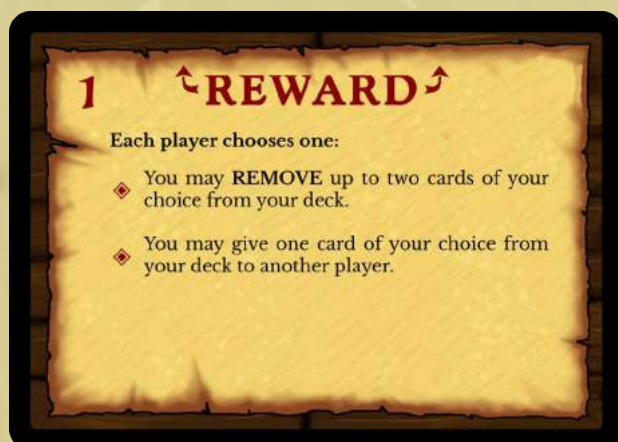 1 REWARD
Each player chooses one:
You may REMOVE up to two cards of your
choice from your deck.
You may give one card of your choice from
your deck to another player.